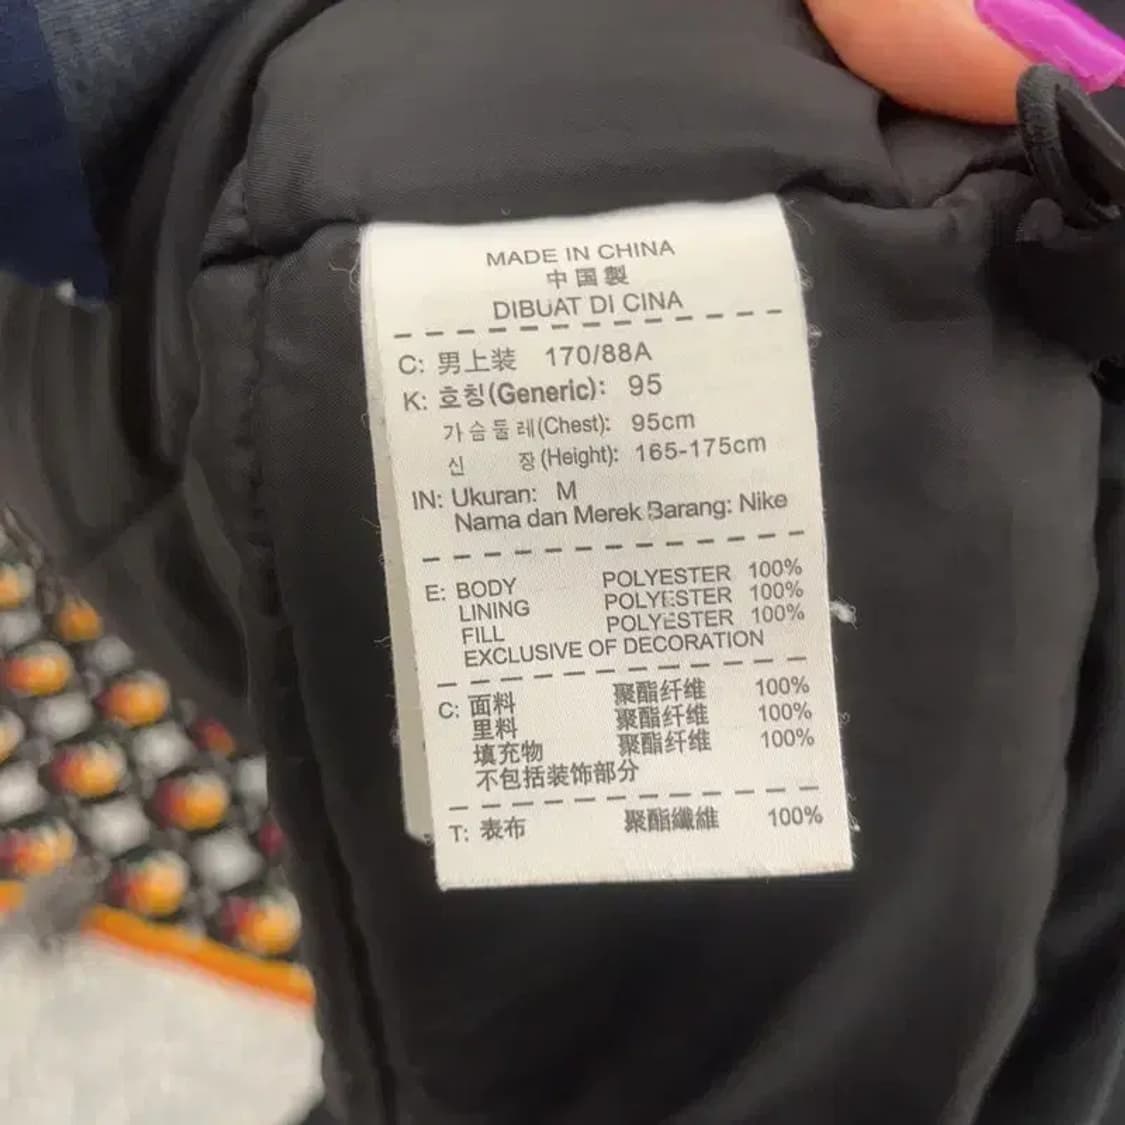 MADE IN CHINA
中国製
DIBUAT DI CINA
C: 男上装 170/88A
K: 호칭(Generic): 95
가슴둘레(Chest): 95cm
신 장(Height): 165-175cm
IN: Ukuran: M
Nama dan Merek Barang: Nike
E: BODY POLYESTER 100%
LINING POLYESTER 100%
FILL POLYESTER 100%
EXCLUSIVE OF DECORATION
C: 面料 聚酯纤维 100%
里料 聚酯纤维 100%
填充物 聚酯纤维 100%
不包括装饰部分
T: 表布 聚酯纖維 100%